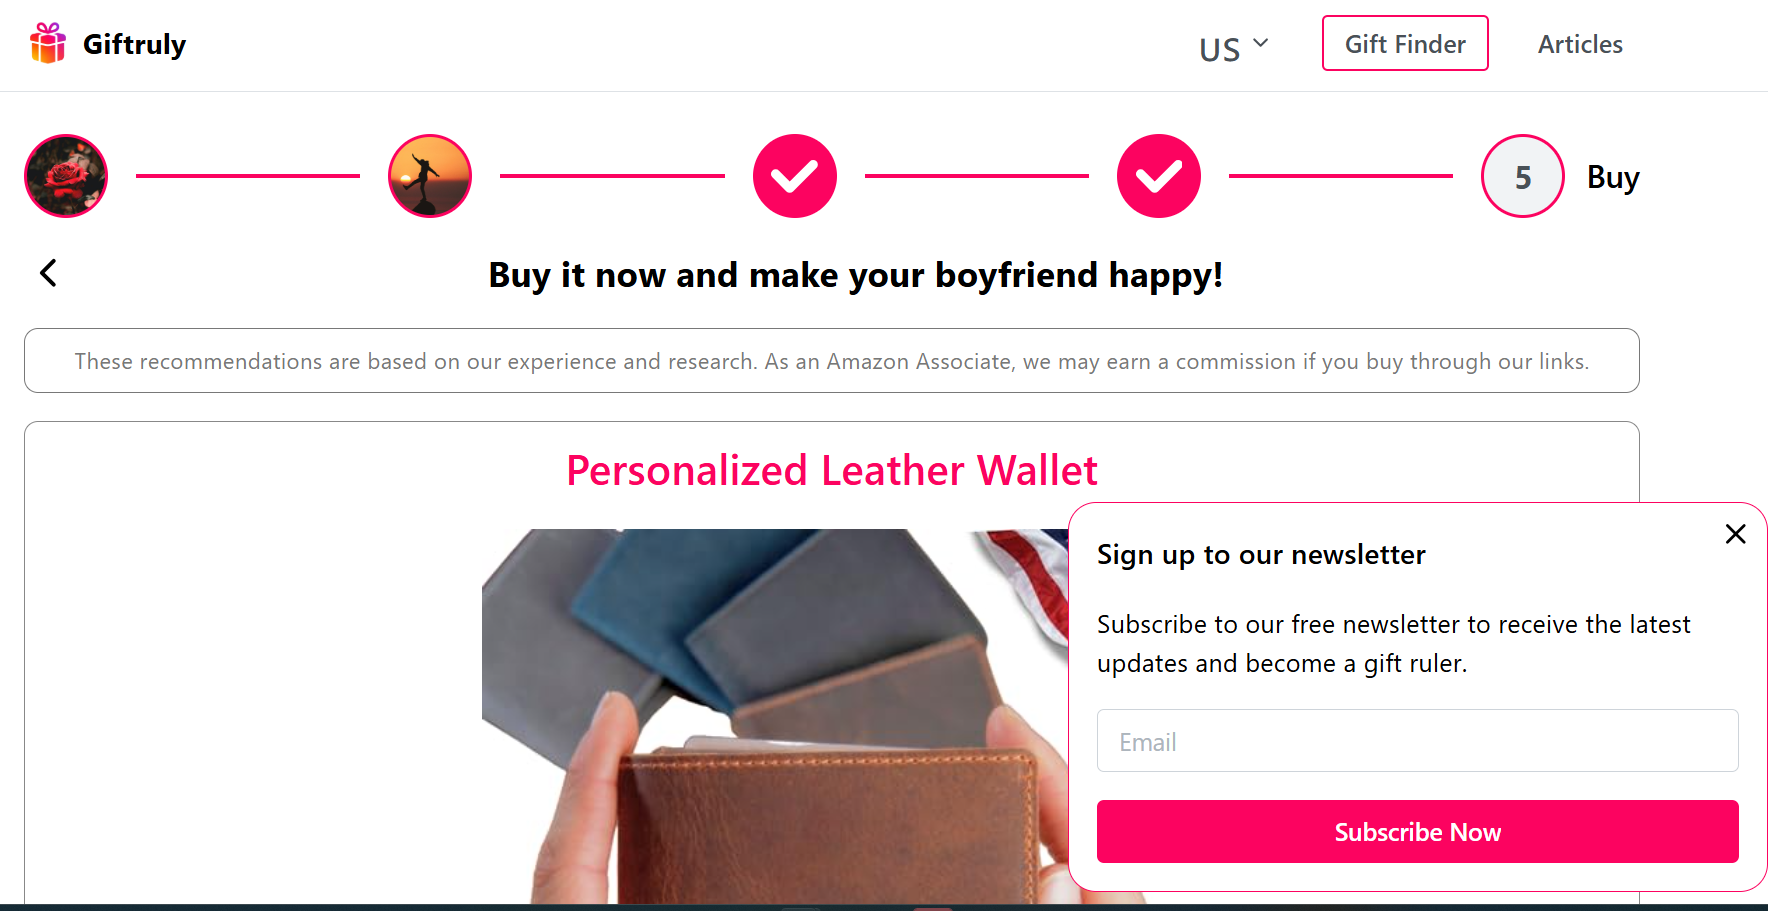 Giftruly
US
Gift Finder
Articles
5
Buy
Buy it now and make your boyfriend happy!
These recommendations are based on our experience and research. As an Amazon Associate, we may earn a commission if you buy through our links.
Personalized Leather Wallet
Sign up to our newsletter
Subscribe to our free newsletter to receive the latest
updates and become a gift ruler.
Email
Subscribe Now